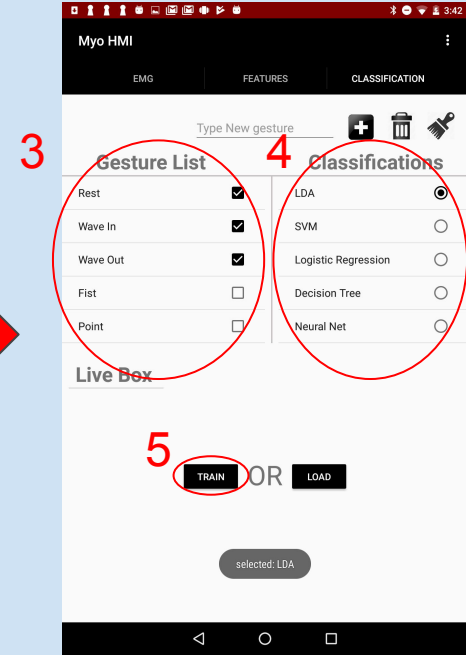 3:42
Myo HMI
EMG FEATURES CLASSIFICATION
Type New gesture
3 Gesture List 4 Classifications
Rest LDA
Wave In SVM
Wave Out Logistic Regression
Fist Decision Tree
Point Neural Net
Live Box
5
TRAIN OR LOAD
selected: LDA